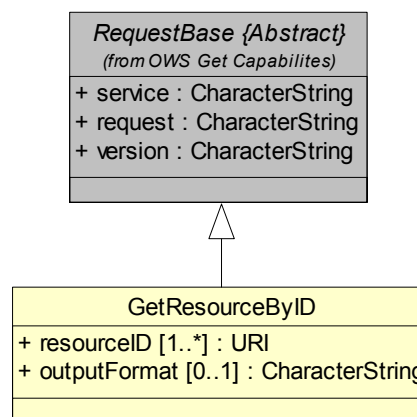 RequestBase {Abstract}
(from OWS Get Capabilites)
+ service : CharacterString
+ request : CharacterString
+ version : CharacterString
GetResourceByID
+ resourceID [1..*] : URI
+ outputFormat [0..1] : CharacterString